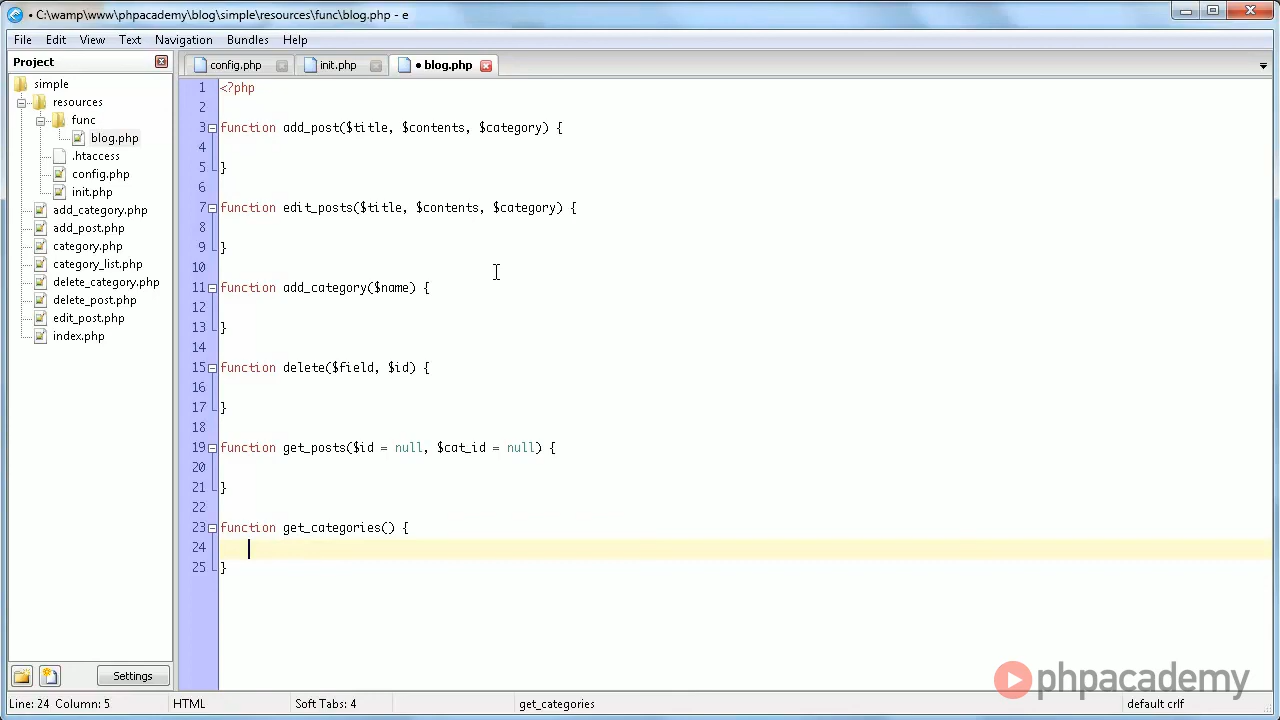 • C:\wamp\www\phpacademy\blog\simple\resources\func\blog.php - e
File Edit View Text Navigation Bundles Help
Project
config.php init.php • blog.php
simple
resources
func
blog.php
.htaccess
config.php
init.php
add_category.php
add_post.php
category.php
category_list.php
delete_category.php
delete_post.php
edit_post.php
index.php
Settings
1 <?php
2
3 function add_post($title, $contents, $category) {
4
5 }
6
7 function edit_posts($title, $contents, $category) {
8
9 }
10
11 function add_category($name) {
12
13 }
14
15 function delete($field, $id) {
16
17 }
18
19 function get_posts($id = null, $cat_id = null) {
20
21 }
22
23 function get_categories() {
24
25 }
phpacademy
Line: 24 Column: 5 HTML Soft Tabs: 4 get_categories default crlf